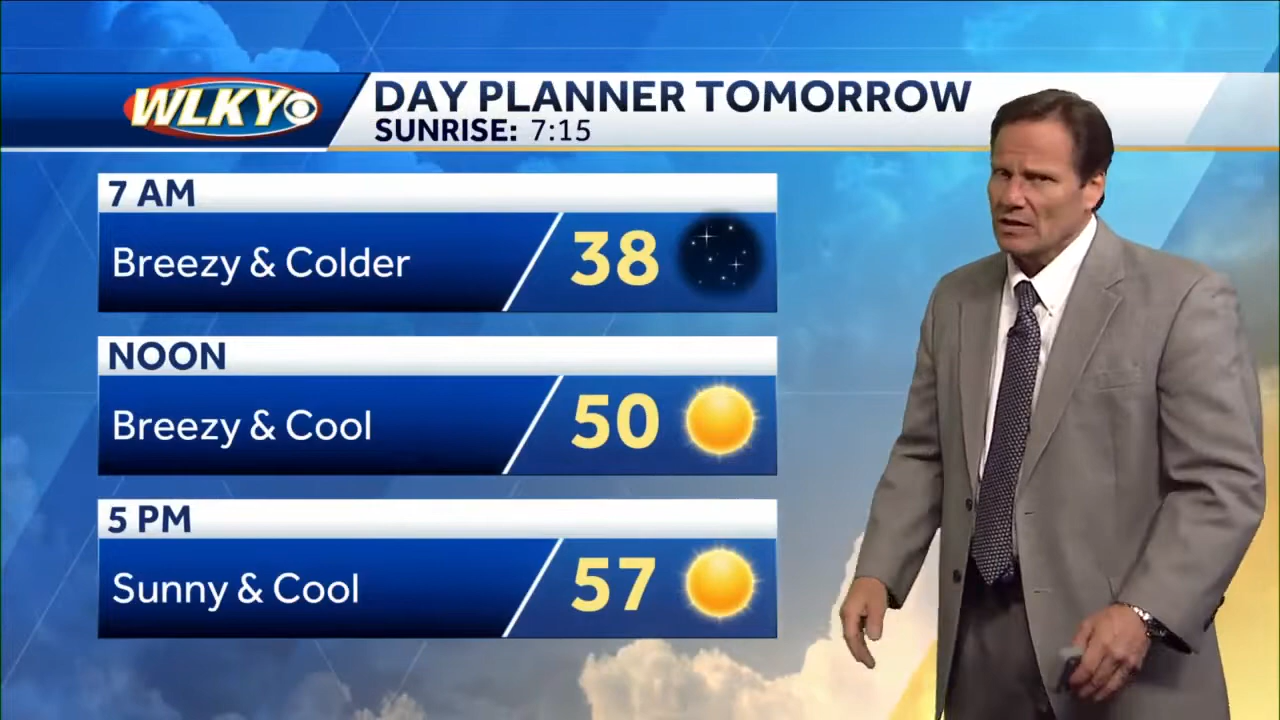 WLKY
DAY PLANNER TOMORROW
SUNRISE: 7:15
7 AM
Breezy & Colder
38
NOON
Breezy & Cool
50
5 PM
Sunny & Cool
57